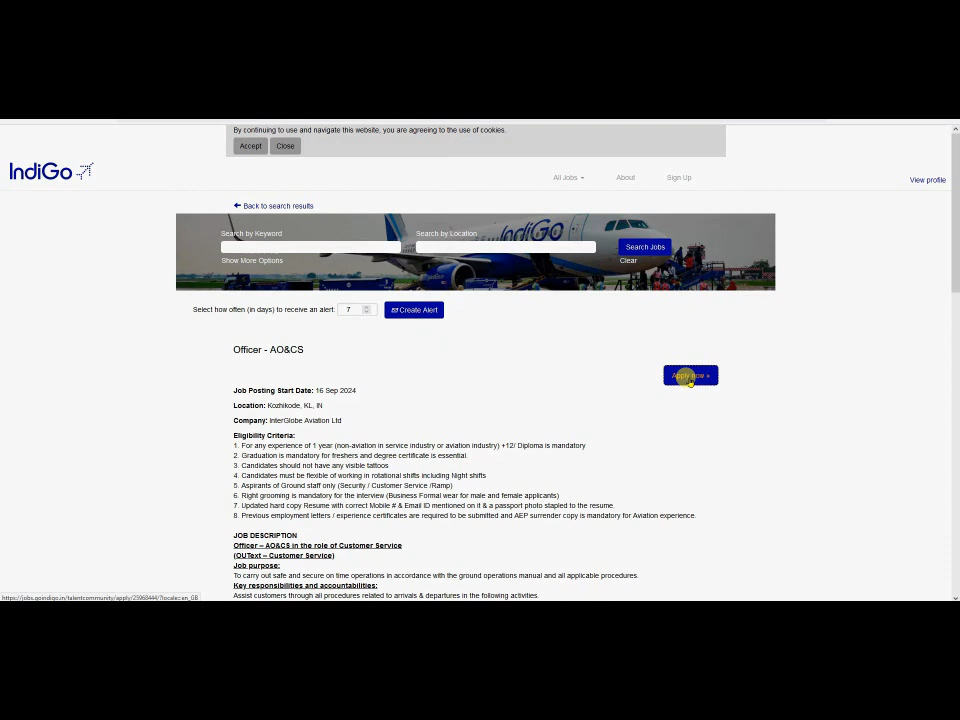 By continuing to use and navigate this website, you are agreeing to the use of cookies.
Accept Close
IndiGo
All Jobs About Sign Up
View profile
Back to search results
IndiGo
Search by Keyword Search by Location
Search Jobs
Show More Options Clear
Select how often (in days) to receive an alert: 7 Create Alert
Officer - AO&CS
Apply now »
Job Posting Start Date: 16 Sep 2024
Location: Kozhikode, KL, IN
Company: InterGlobe Aviation Ltd
Eligibility Criteria:
1. For any experience of 1 year (non-aviation in service industry or aviation industry) +12/ Diploma is mandatory
2. Graduation is mandatory for freshers and degree certificate is essential.
3. Candidates should not have any visible tattoos
4. Candidates must be flexible of working in rotational shifts including Night shifts
5. Aspirants of Ground staff only (Security / Customer Service /Ramp)
6. Right grooming is mandatory for the interview (Business Formal wear for male and female applicants)
7. Updated hard copy Resume with correct Mobile # & Email ID mentioned on it & a passport photo stapled to the resume.
8. Previous employment letters / experience certificates are required to be submitted and AEP surrender copy is mandatory for Aviation experience.
JOB DESCRIPTION
Officer – AO&CS in the role of Customer Service
(OUText – Customer Service)
Job purpose:
To carry out safe and secure on time operations in accordance with the ground operations manual and all applicable procedures.
Key responsibilities and accountabilities:
Assist customers through all procedures related to arrivals & departures in the following activities.
https://jobs.goindigo.in/talentcommunity/apply/25968444/?locale=en_GB